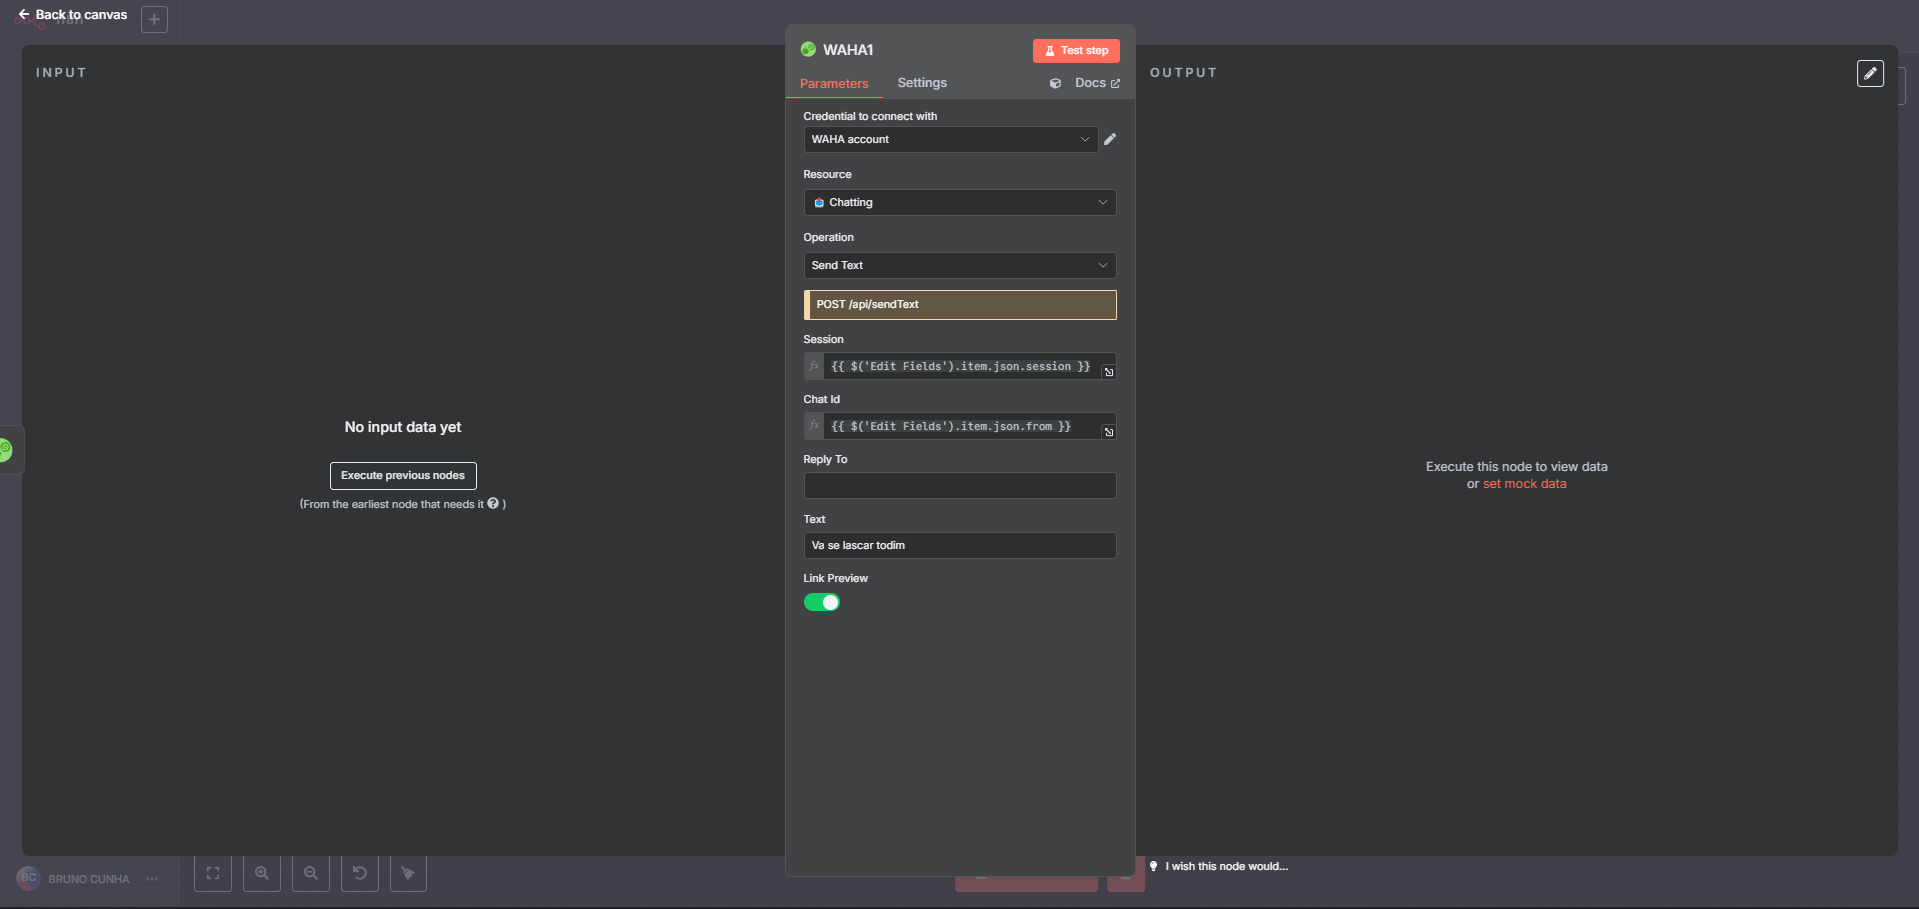 Back to canvas
INPUT
No input data yet
Execute previous nodes
(From the earliest node that needs it ? )
WAHA1
Test step
Parameters
Settings
Docs
Credential to connect with
WAHA account
Resource
Chatting
Operation
Send Text
POST /api/sendText
Session
fx {{ $('Edit Fields').item.json.session }}
Chat Id
fx {{ $('Edit Fields').item.json.from }}
Reply To
Text
Va se lascar todim
Link Preview
OUTPUT
Execute this node to view data
or set mock data
BC BRUNO CUNHA
I wish this node would...